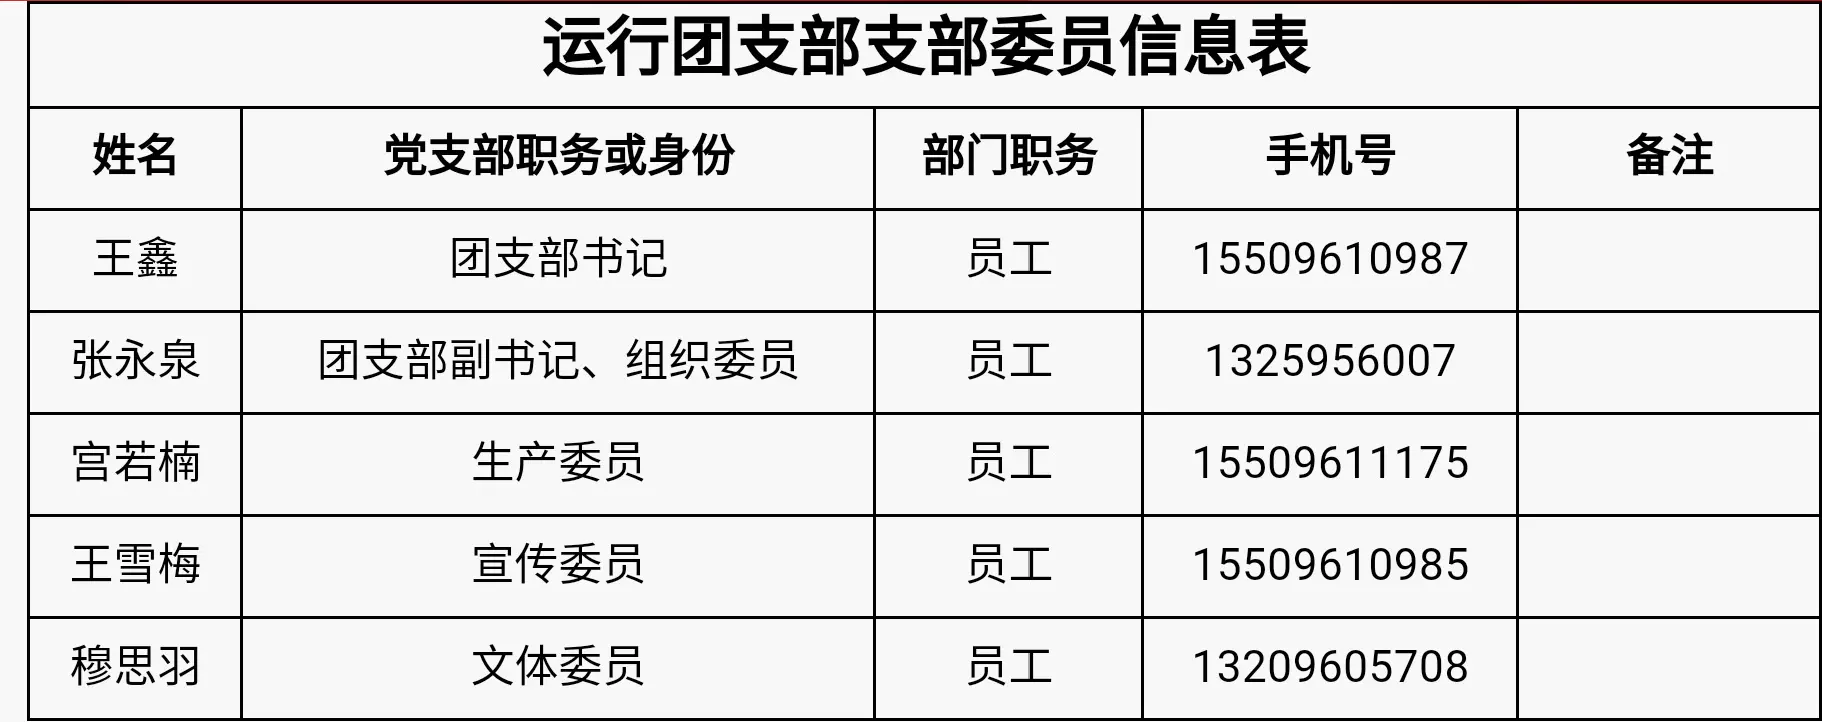 运行团支部支部委员信息表
姓名 党支部职务或身份 部门职务 手机号 备注
王鑫 团支部书记 员工 15509610987
张永泉 团支部副书记、组织委员 员工 1325956007
宫若楠 生产委员 员工 15509611175
王雪梅 宣传委员 员工 15509610985
穆思羽 文体委员 员工 13209605708